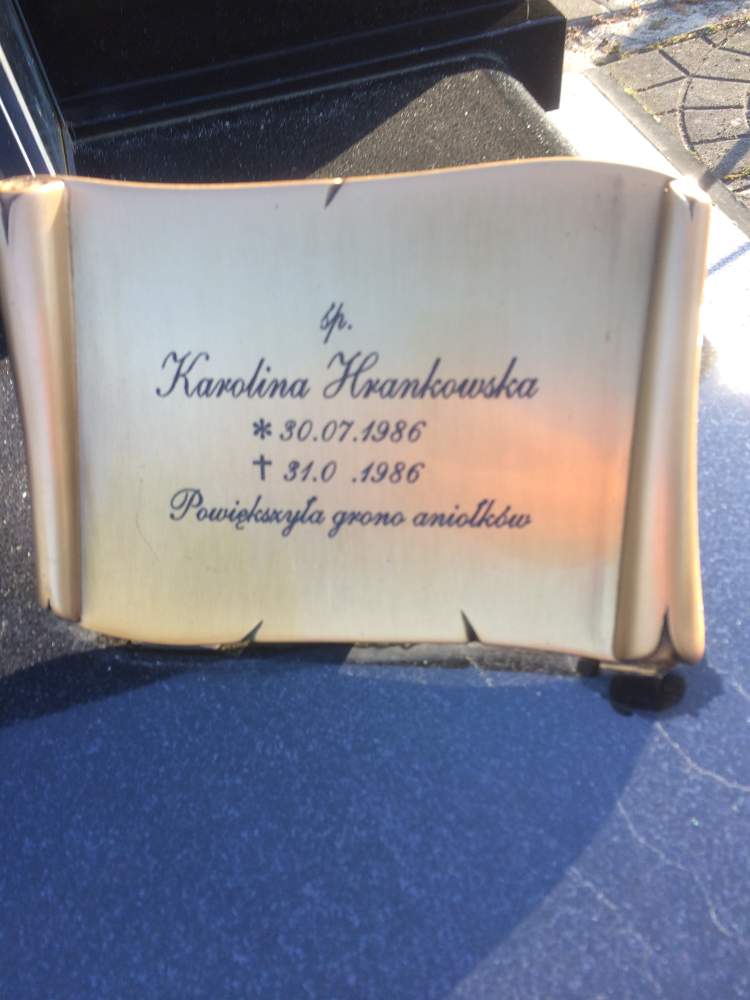 śp.
Karolina Hrankowska
* 30.07.1986
† 31.0 .1986
Powiększyła grono aniołków